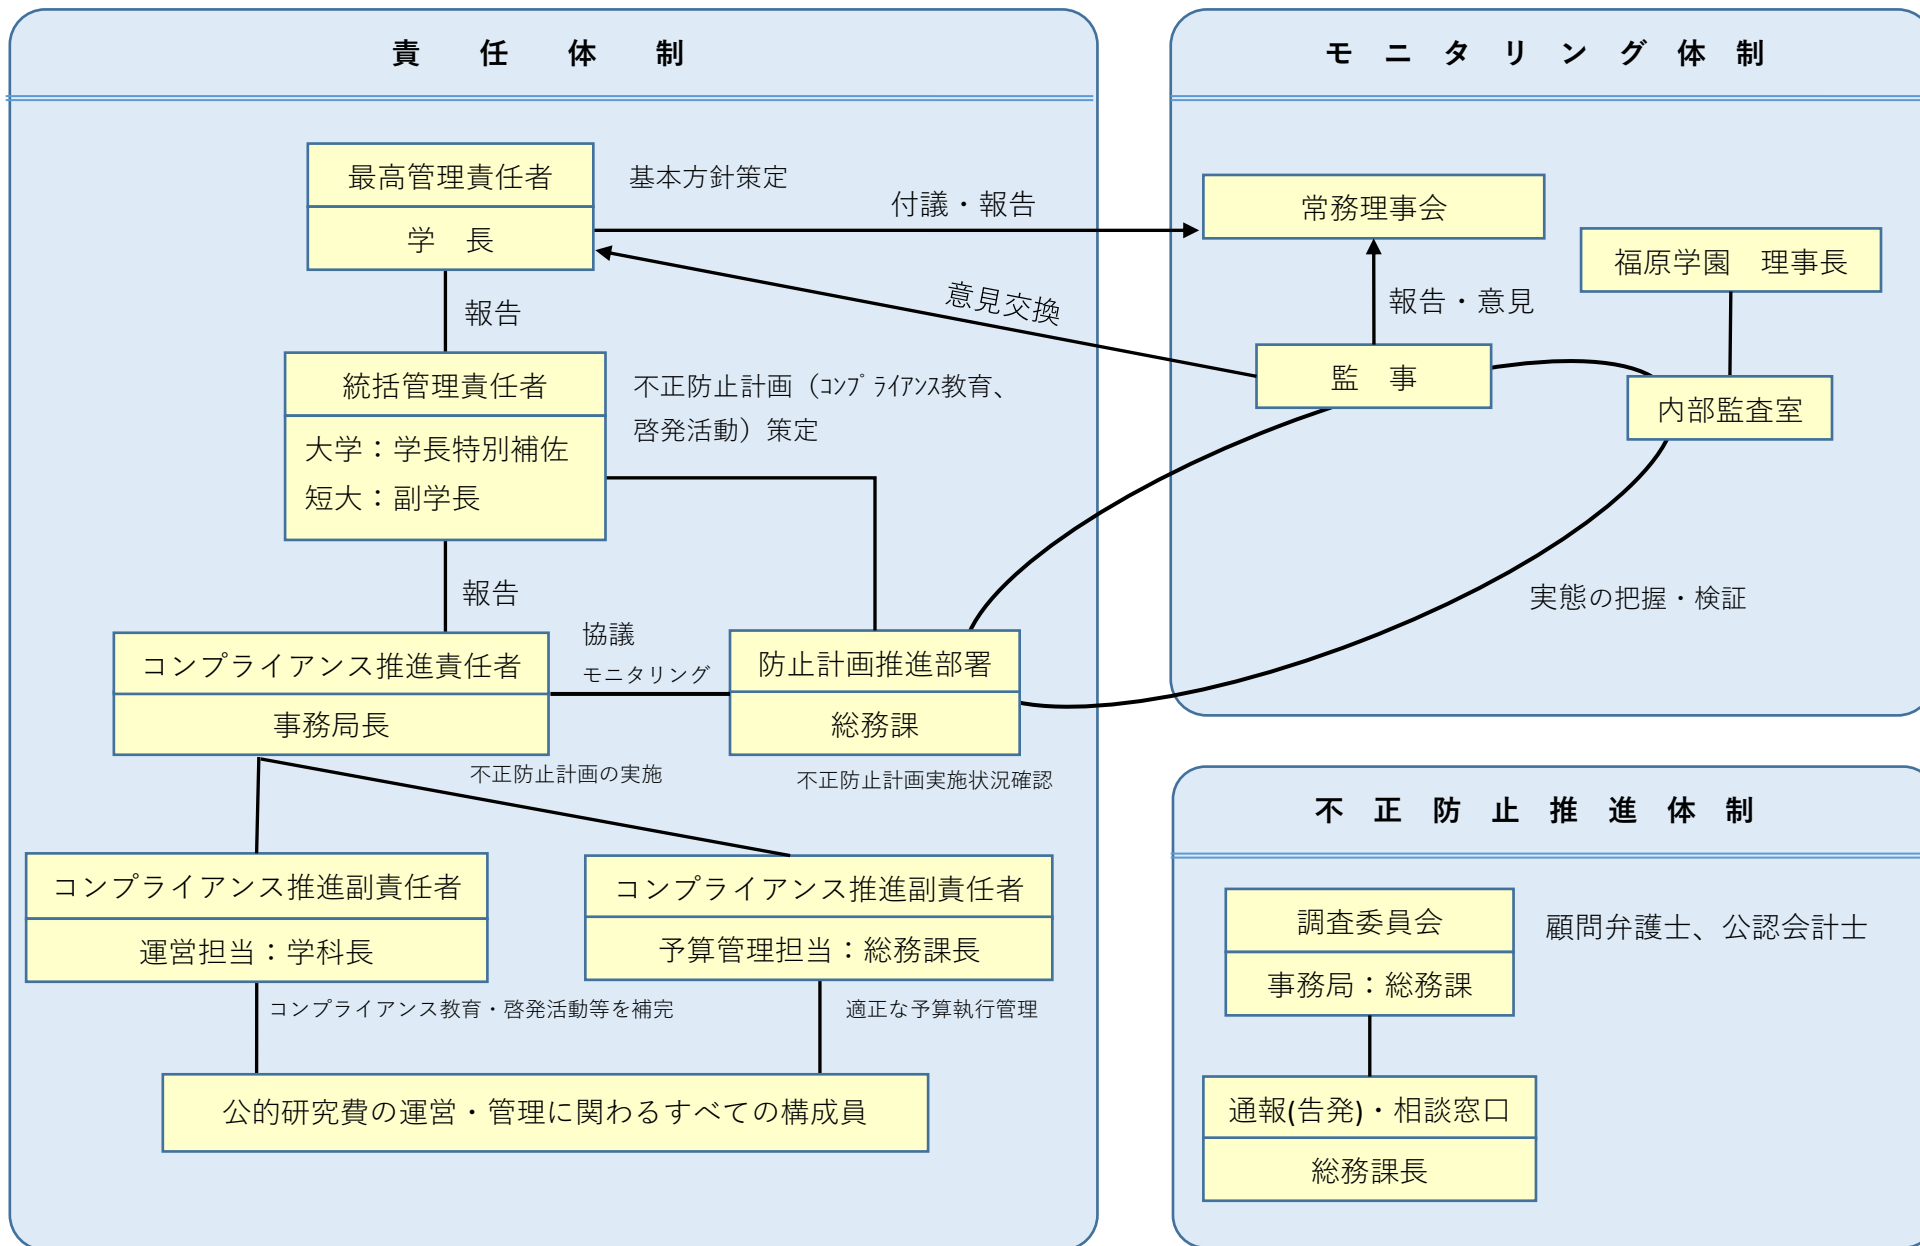 責任体制
最高管理責任者
基本方針策定
学 長
付議・報告
報告
意見交換
統括管理責任者
不正防止計画（ｺﾝﾌﾟﾗｲｱﾝｽ教育、
啓発活動）策定
大学：学長特別補佐
短大：副学長
報告
協議
モニタリング
コンプライアンス推進責任者
事務局長
防止計画推進部署
総務課
不正防止計画の実施
不正防止計画実施状況確認
コンプライアンス推進副責任者
運営担当：学科長
コンプライアンス推進副責任者
予算管理担当：総務課長
コンプライアンス教育・啓発活動等を補完
適正な予算執行管理
公的研究費の運営・管理に関わるすべての構成員
モニタリング体制
常務理事会
福原学園　理事長
報告・意見
監 事
内部監査室
実態の把握・検証
不正防止推進体制
調査委員会
顧問弁護士、公認会計士
事務局：総務課
通報(告発)・相談窓口
総務課長